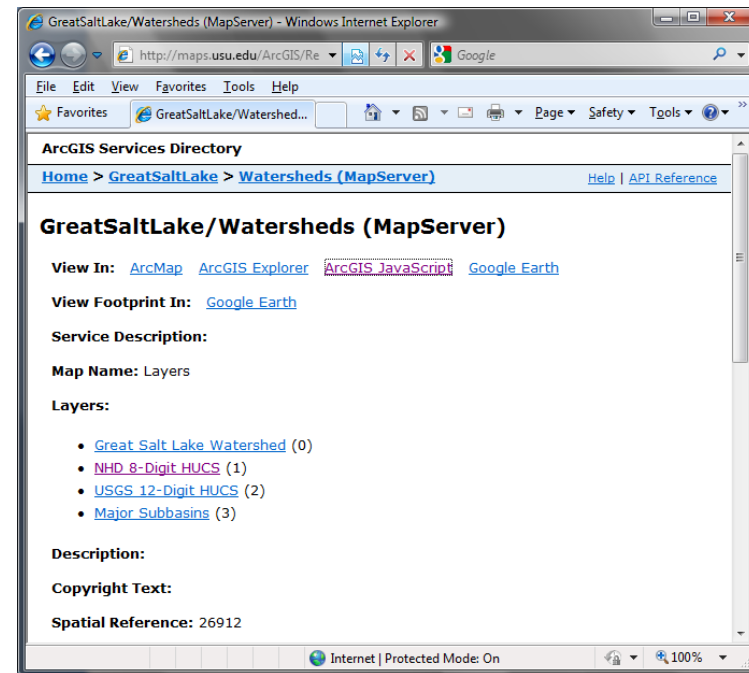 GreatSaltLake/Watersheds (MapServer) - Windows Internet Explorer
http://maps.usu.edu/ArcGIS/Re Google
File Edit View Favorites Tools Help
Favorites GreatSaltLake/Watershed... Page Safety Tools »
ArcGIS Services Directory
Home > GreatSaltLake > Watersheds (MapServer) Help | API Reference
GreatSaltLake/Watersheds (MapServer)
View In: ArcMap ArcGIS Explorer ArcGIS JavaScript Google Earth
View Footprint In: Google Earth
Service Description:
Map Name: Layers
Layers:
• Great Salt Lake Watershed (0)
• NHD 8-Digit HUCS (1)
• USGS 12-Digit HUCS (2)
• Major Subbasins (3)
Description:
Copyright Text:
Spatial Reference: 26912
Internet | Protected Mode: On 100%